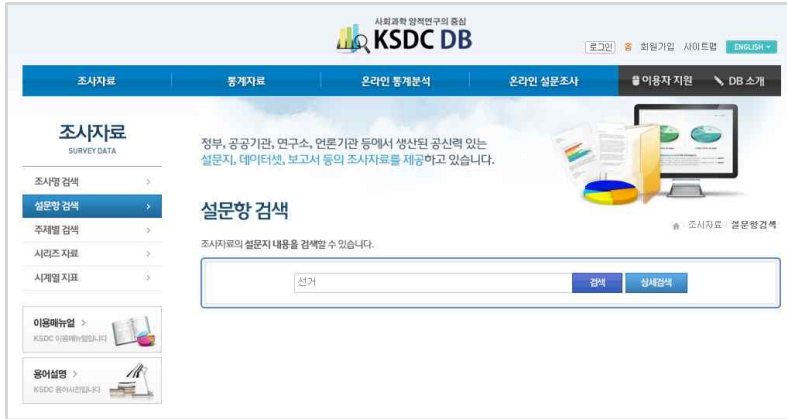 사회과학 양적연구의 중심
KSDC DB
로그인 홈 회원가입 사이트맵 ENGLISH
조사자료 통계자료 온라인 통계분석 온라인 설문조사 이용자 지원 DB 소개
조사자료
SURVEY DATA
조사명 검색
설문항 검색
주제별 검색
시리즈 자료
시계열 지표
이용매뉴얼
KSDC 이용매뉴얼입니다
용어설명
KSDC 용어사전입니다
정부, 공공기관, 연구소, 언론기관 등에서 생산된 공신력 있는
설문지, 데이터셋, 보고서 등의 조사자료를 제공하고 있습니다.
설문항 검색
조사자료 설문항검색
조사자료의 설문지 내용을 검색할 수 있습니다.
선거 검색 상세검색